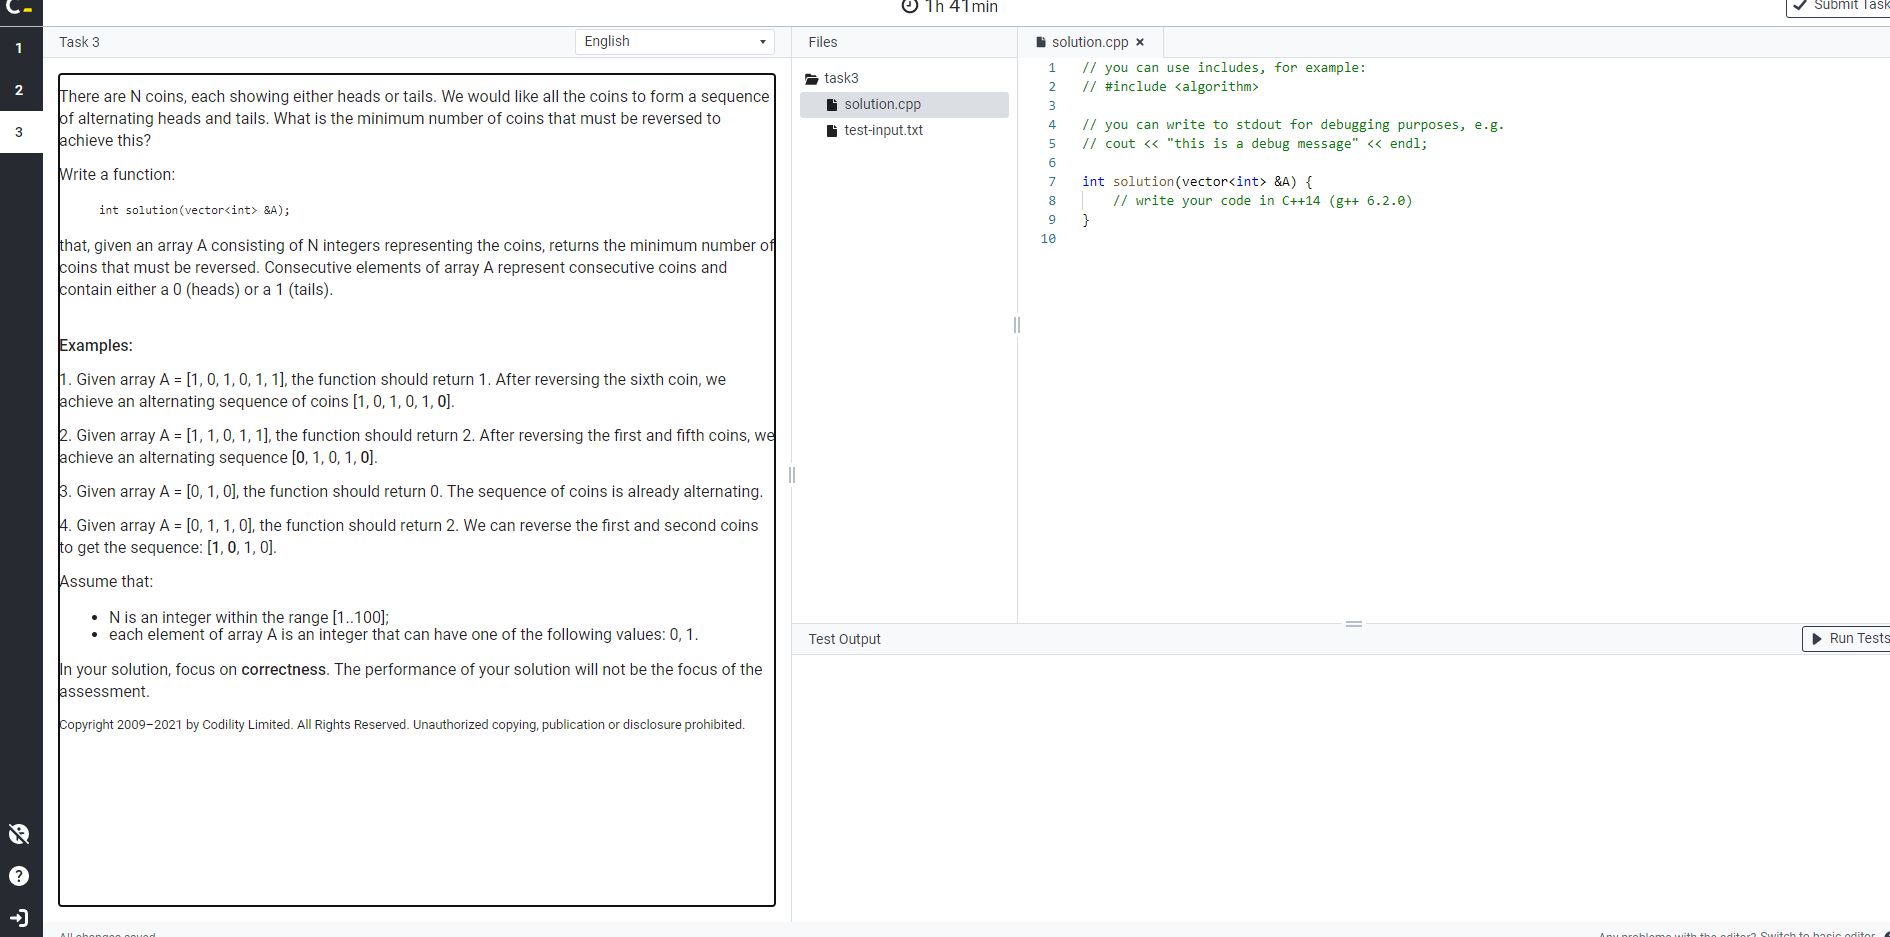 1h 41min
Submit Task
1
2
3
Task 3
English
There are N coins, each showing either heads or tails. We would like all the coins to form a sequence
of alternating heads and tails. What is the minimum number of coins that must be reversed to
achieve this?
Write a function:
int solution(vector<int> &A);
that, given an array A consisting of N integers representing the coins, returns the minimum number of
coins that must be reversed. Consecutive elements of array A represent consecutive coins and
contain either a 0 (heads) or a 1 (tails).
Examples:
1. Given array A = [1, 0, 1, 0, 1, 1], the function should return 1. After reversing the sixth coin, we
achieve an alternating sequence of coins [1, 0, 1, 0, 1, 0].
2. Given array A = [1, 1, 0, 1, 1], the function should return 2. After reversing the first and fifth coins, we
achieve an alternating sequence [0, 1, 0, 1, 0].
3. Given array A = [0, 1, 0], the function should return 0. The sequence of coins is already alternating.
4. Given array A = [0, 1, 1, 0], the function should return 2. We can reverse the first and second coins
to get the sequence: [1, 0, 1, 0].
Assume that:
• N is an integer within the range [1..100];
• each element of array A is an integer that can have one of the following values: 0, 1.
In your solution, focus on correctness. The performance of your solution will not be the focus of the
assessment.
Copyright 2009–2021 by Codility Limited. All Rights Reserved. Unauthorized copying, publication or disclosure prohibited.
All changes saved
Files
task3
solution.cpp
test-input.txt
solution.cpp ×
1 // you can use includes, for example:
2 // #include <algorithm>
3
4 // you can write to stdout for debugging purposes, e.g.
5 // cout << "this is a debug message" << endl;
6
7 int solution(vector<int> &A) {
8 // write your code in C++14 (g++ 6.2.0)
9 }
10
Test Output
Run Tests
Any problems with the editor? Switch to basic editor